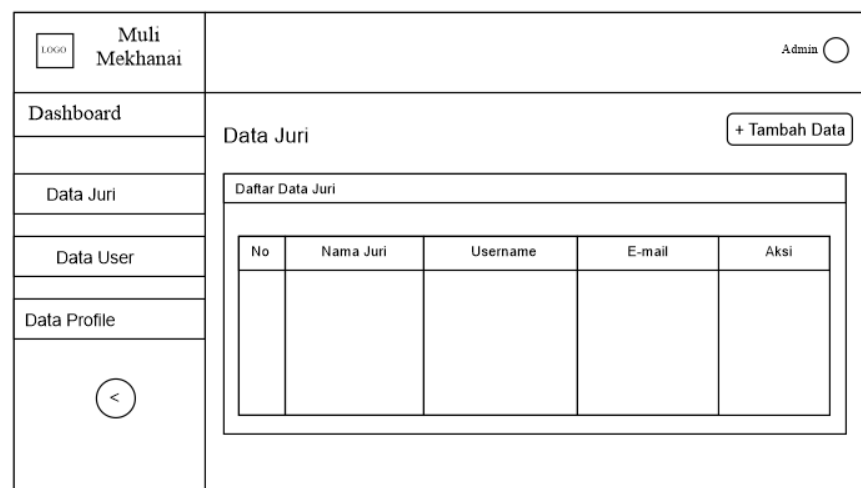 LOGO
Muli
Mekhanai
Admin
Dashboard
Data Juri
Data User
Data Profile
<
Data Juri
+ Tambah Data
Daftar Data Juri
No Nama Juri Username E-mail Aksi